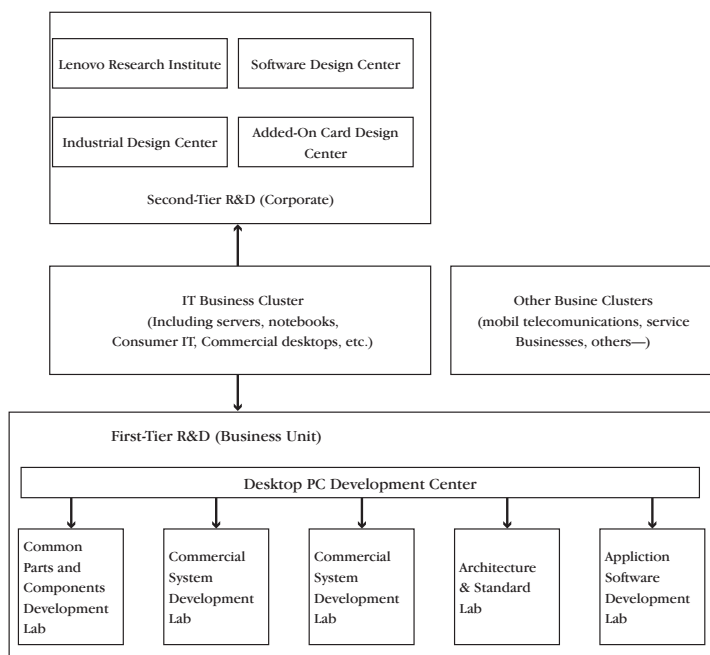 Lenovo Research Institute
Software Design Center
Industrial Design Center
Added-On Card Design
Center
Second-Tier R&D (Corporate)
IT Business Cluster
(Including servers, notebooks,
Consumer IT, Commercial desktops, etc.)
Other Busine Clusters
(mobil telecomunications, service
Businesses, others—)
First-Tier R&D (Business Unit)
Desktop PC Development Center
Common
Parts and
Components
Development
Lab
Commercial
System
Development
Lab
Commercial
System
Development
Lab
Architecture
& Standard
Lab
Appliction
Software
Development
Lab